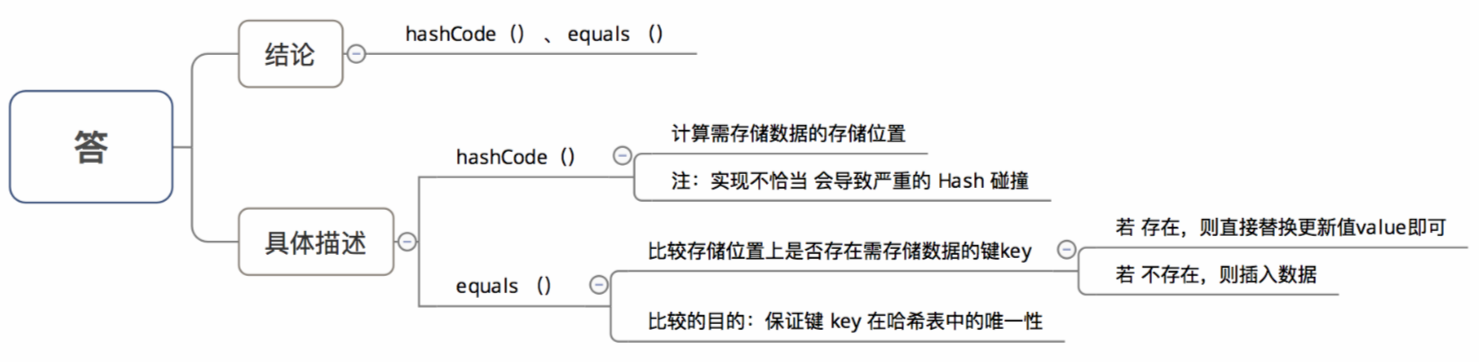 答
结论
hashCode（）、equals （）
具体描述
hashCode（）
计算需存储数据的存储位置
注：实现不恰当 会导致严重的 Hash 碰撞
equals （）
比较存储位置上是否存在需存储数据的键key
若 存在，则直接替换更新值value即可
若 不存在，则插入数据
比较的目的：保证键 key 在哈希表中的唯一性